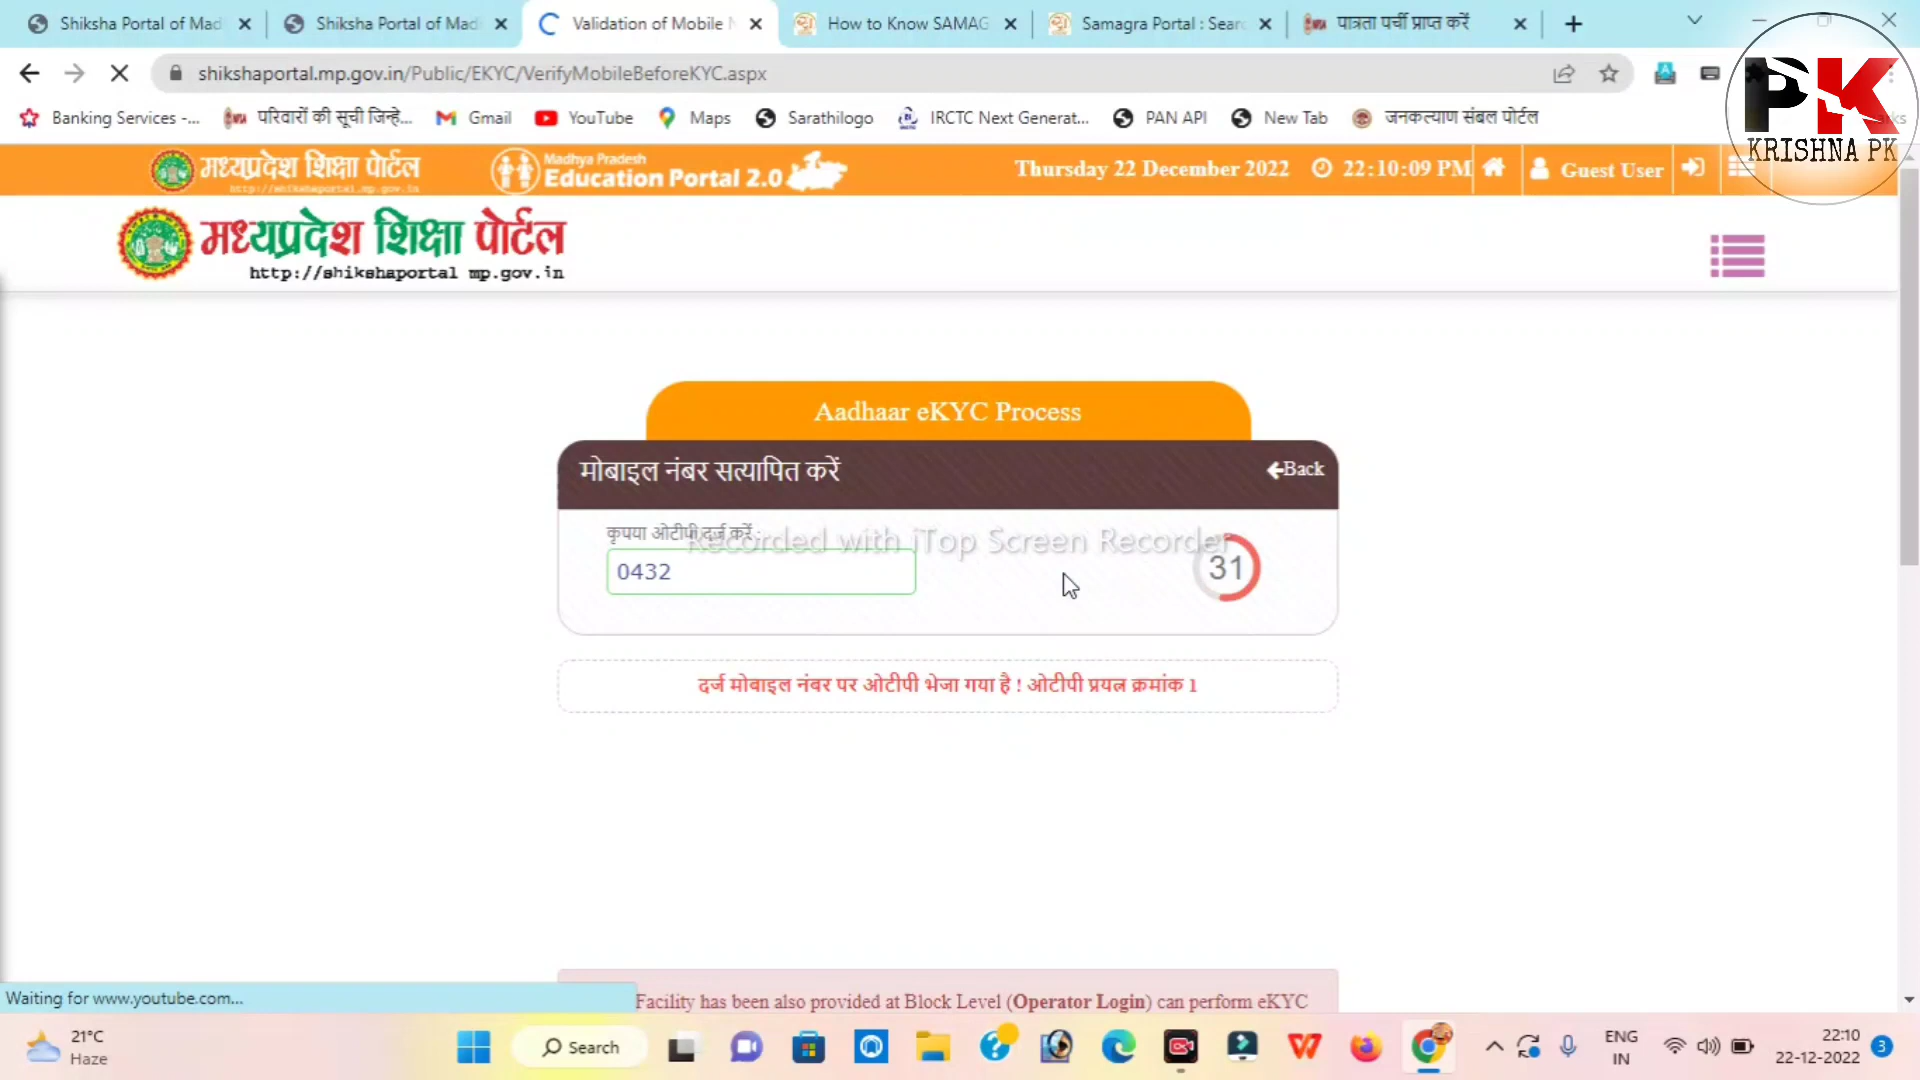 Shiksha Portal of Mad
Shiksha Portal of Mad
Validation of Mobile N
How to Know SAMAG
Samagra Portal : Searc
पात्रता पर्ची प्राप्त करें
shikshaportal.mp.gov.in/Public/EKYC/VerifyMobileBeforeKYC.aspx
Banking Services -...
परिवारों की सूची जिन्हे...
Gmail
YouTube
Maps
Sarathilogo
IRCTC Next Generat...
PAN API
New Tab
जनकल्याण संबल पोर्टल
PK
KRISHNA PK
मध्यप्रदेश शिक्षा पोर्टल
http://shikshaportal.mp.gov.in
Madhya Pradesh
Education Portal 2.0
Thursday 22 December 2022
22:10:09 PM
Guest User
मध्यप्रदेश शिक्षा पोर्टल
http://shikshaportal mp.gov.in
Aadhaar eKYC Process
मोबाइल नंबर सत्यापित करें
Back
कृपया ओटीपी दर्ज करें :
Recorded with iTop Screen Recorder
0432
31
दर्ज मोबाइल नंबर पर ओटीपी भेजा गया है ! ओटीपी प्रयत्न क्रमांक 1
Waiting for www.youtube.com...
Facility has been also provided at Block Level (Operator Login) can perform eKYC
21°C
Haze
Search
ENG
IN
22:10
22-12-2022
3